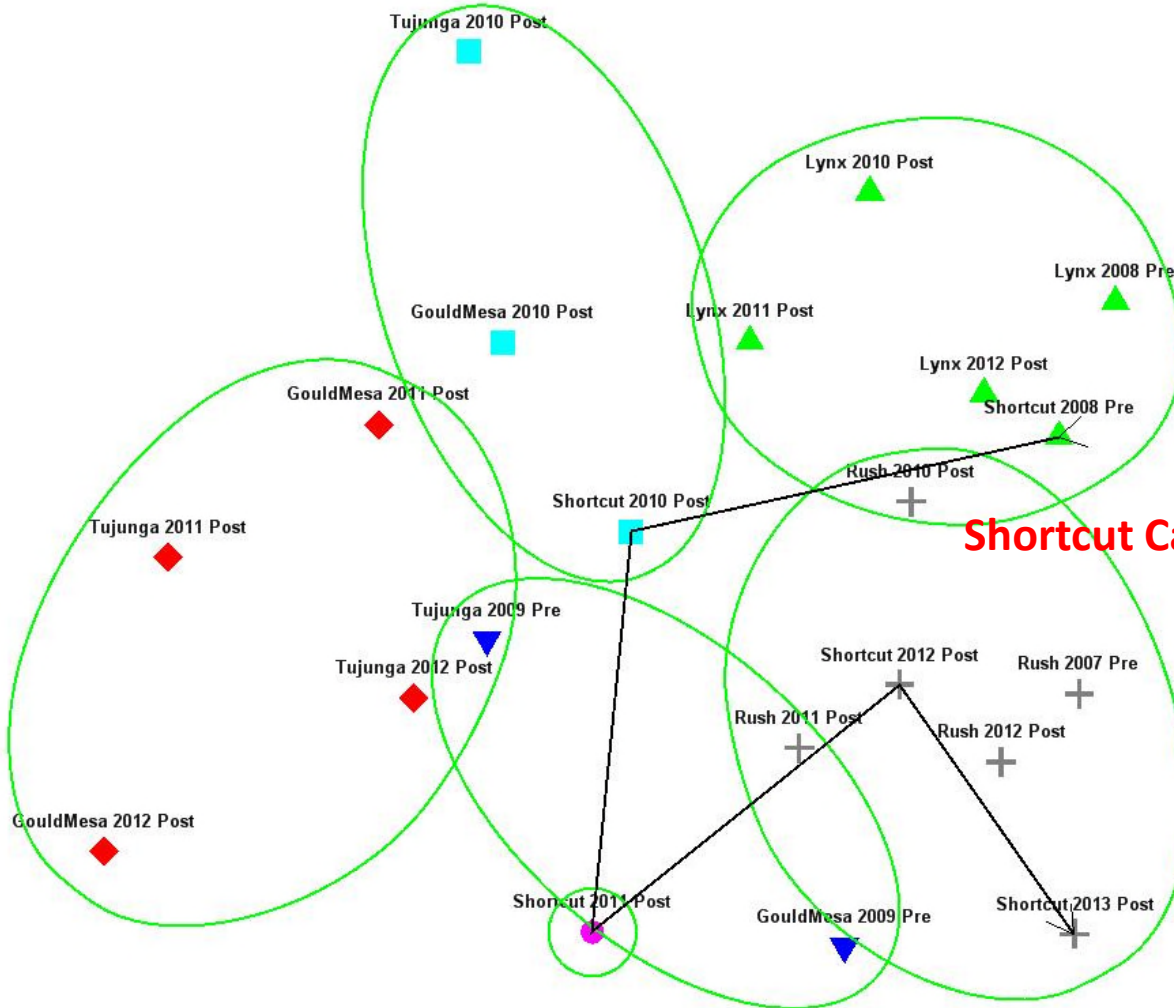 Tujunga 2010 Post
Lynx 2010 Post
Lynx 2008 Pre
GouldMesa 2010 Post
Lynx 2011 Post
Lynx 2012 Post
GouldMesa 2011 Post
Shortcut 2008 Pre
Rush 2010 Post
Shortcut 2010 Post
Tujunga 2011 Post
Shortcut Ca
Tujunga 2009 Pre
Shortcut 2012 Post
Rush 2007 Pre
Tujunga 2012 Post
Rush 2011 Post
Rush 2012 Post
GouldMesa 2012 Post
Shortcut 2011 Post
GouldMesa 2009 Pre
Shortcut 2013 Post